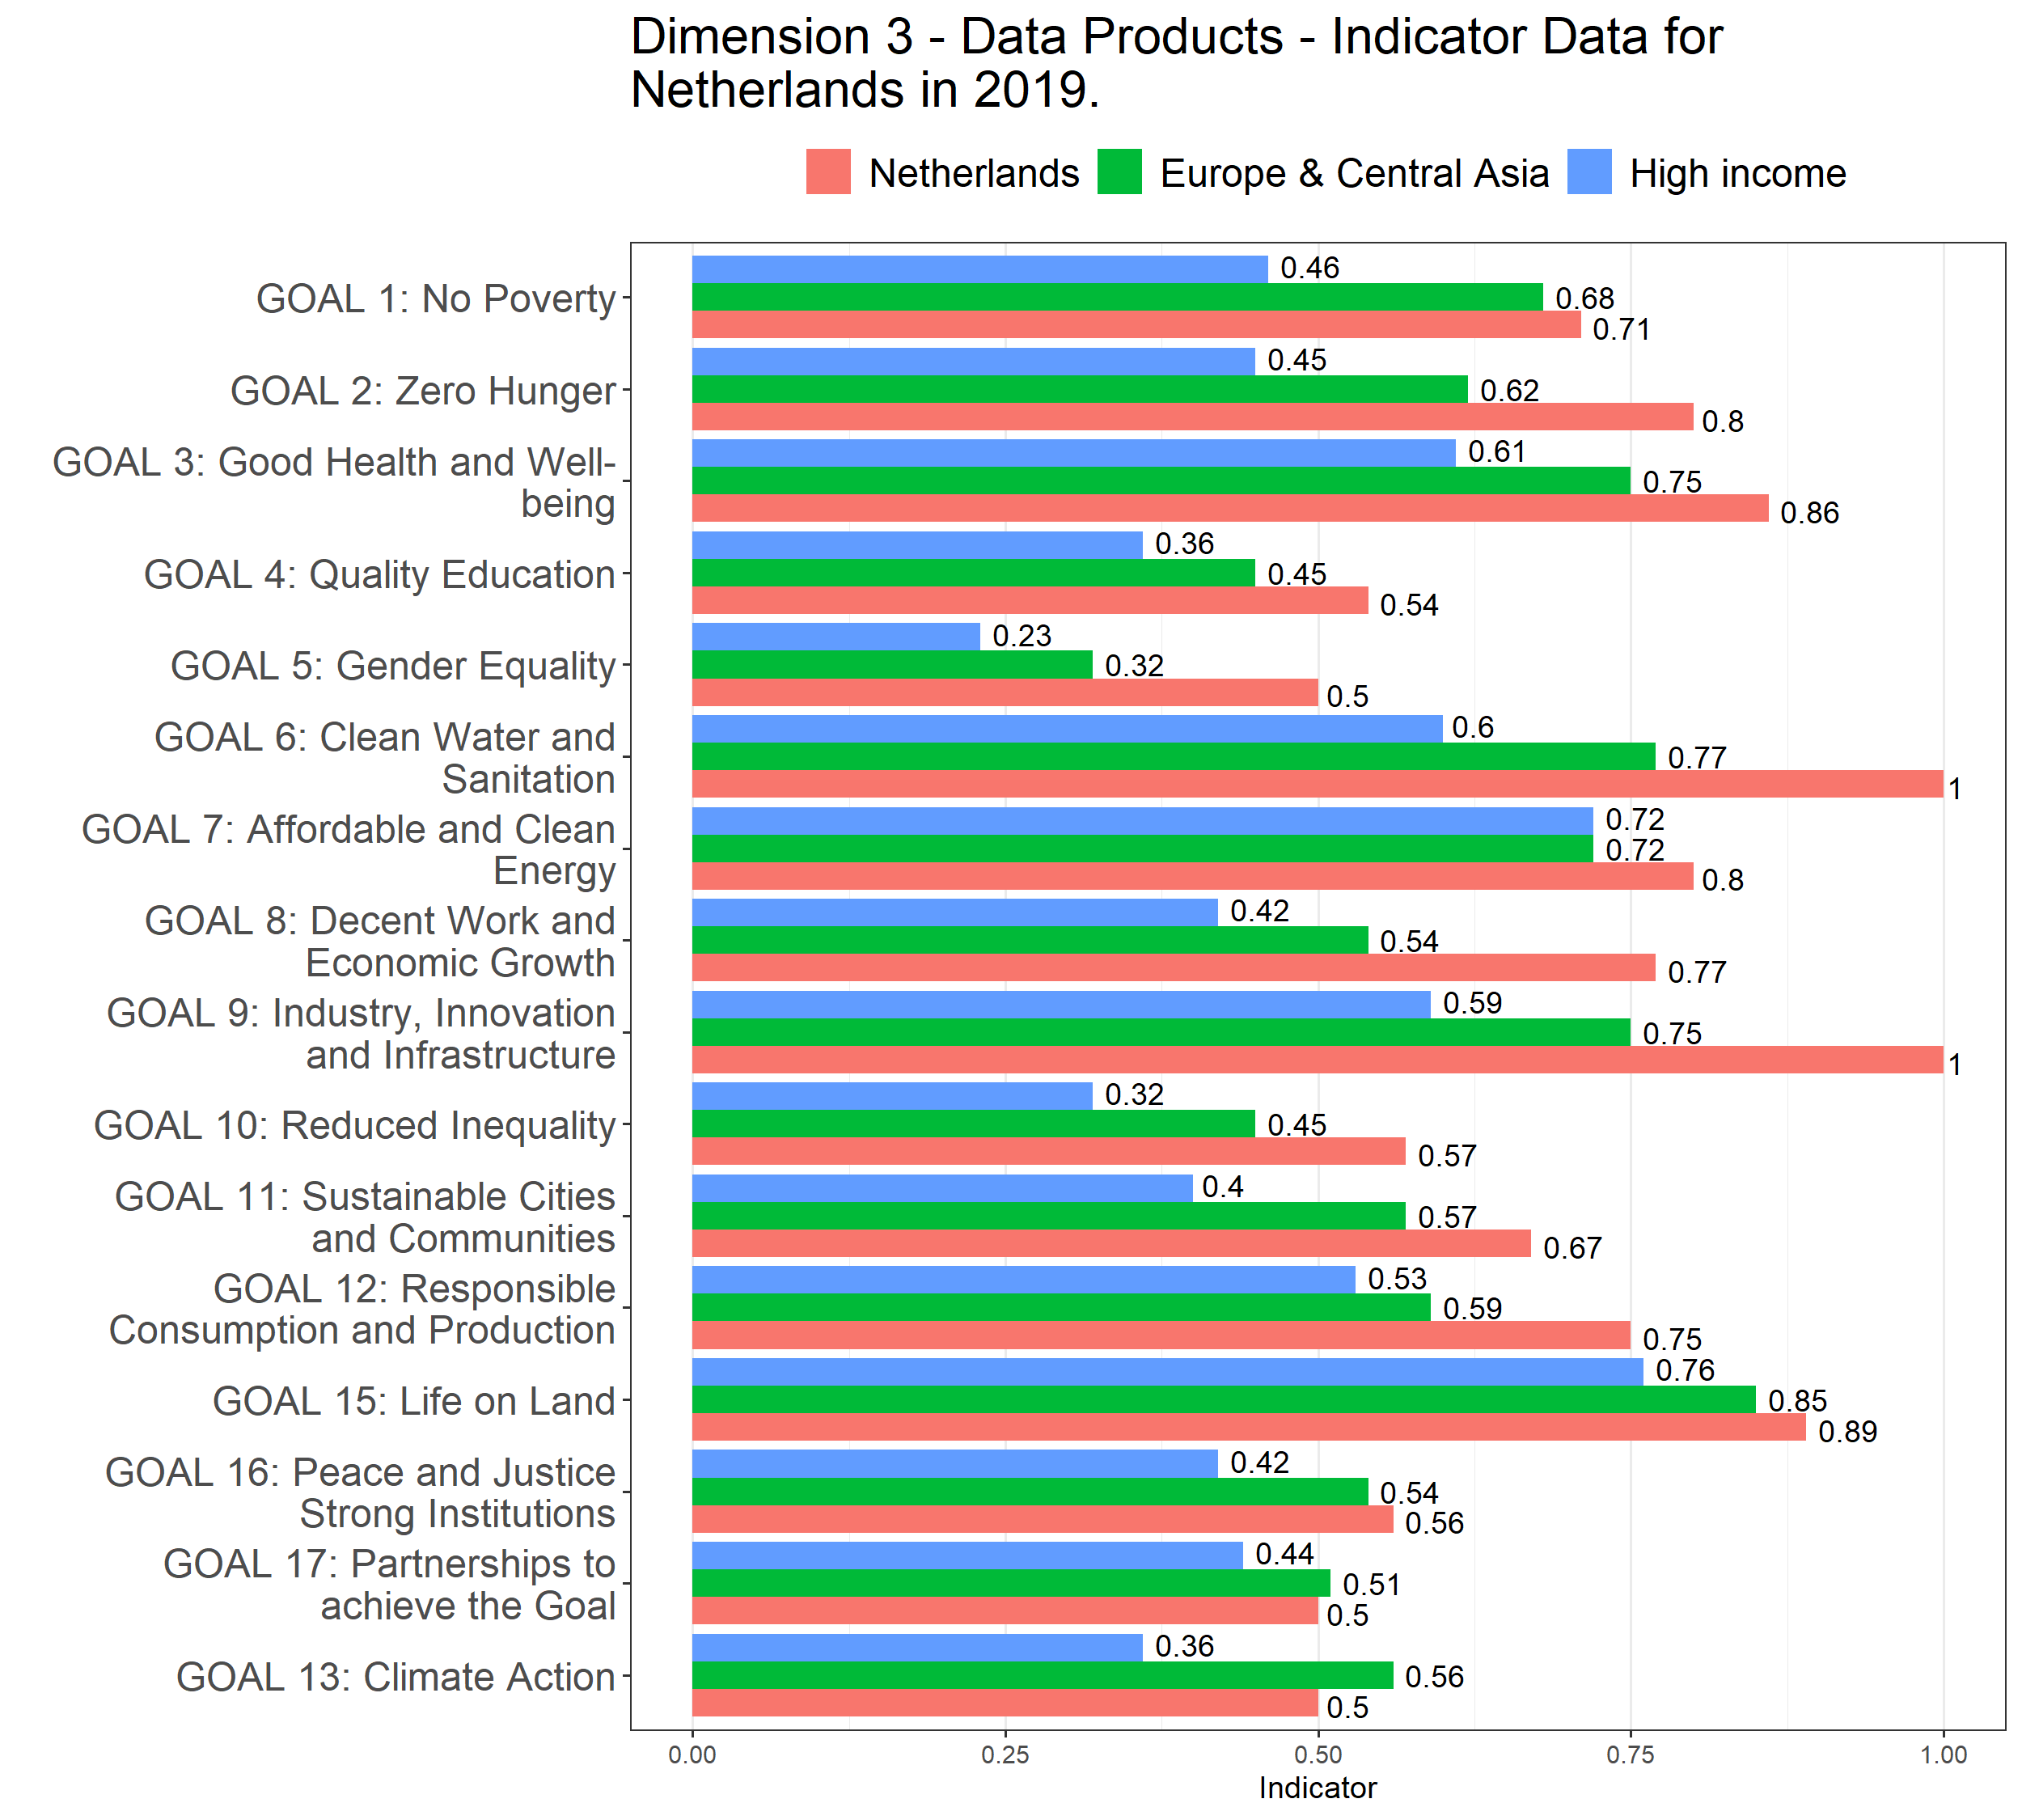 Dimension 3 - Data Products - Indicator Data for
Netherlands in 2019.
Netherlands Europe & Central Asia High income
GOAL 1: No Poverty
0.46
0.68
0.71
GOAL 2: Zero Hunger
0.45
0.62
0.8
GOAL 3: Good Health and Well-
being
0.61
0.75
0.86
GOAL 4: Quality Education
0.36
0.45
0.54
GOAL 5: Gender Equality
0.23
0.32
0.5
GOAL 6: Clean Water and
Sanitation
0.6
0.77
1
GOAL 7: Affordable and Clean
Energy
0.72
0.72
0.8
GOAL 8: Decent Work and
Economic Growth
0.42
0.54
0.77
GOAL 9: Industry, Innovation
and Infrastructure
0.59
0.75
1
GOAL 10: Reduced Inequality
0.32
0.45
0.57
GOAL 11: Sustainable Cities
and Communities
0.4
0.57
0.67
GOAL 12: Responsible
Consumption and Production
0.53
0.59
0.75
GOAL 15: Life on Land
0.76
0.85
0.89
GOAL 16: Peace and Justice
Strong Institutions
0.42
0.54
0.56
GOAL 17: Partnerships to
achieve the Goal
0.44
0.51
0.5
GOAL 13: Climate Action
0.36
0.56
0.5
0.00 0.25 0.50 0.75 1.00
Indicator